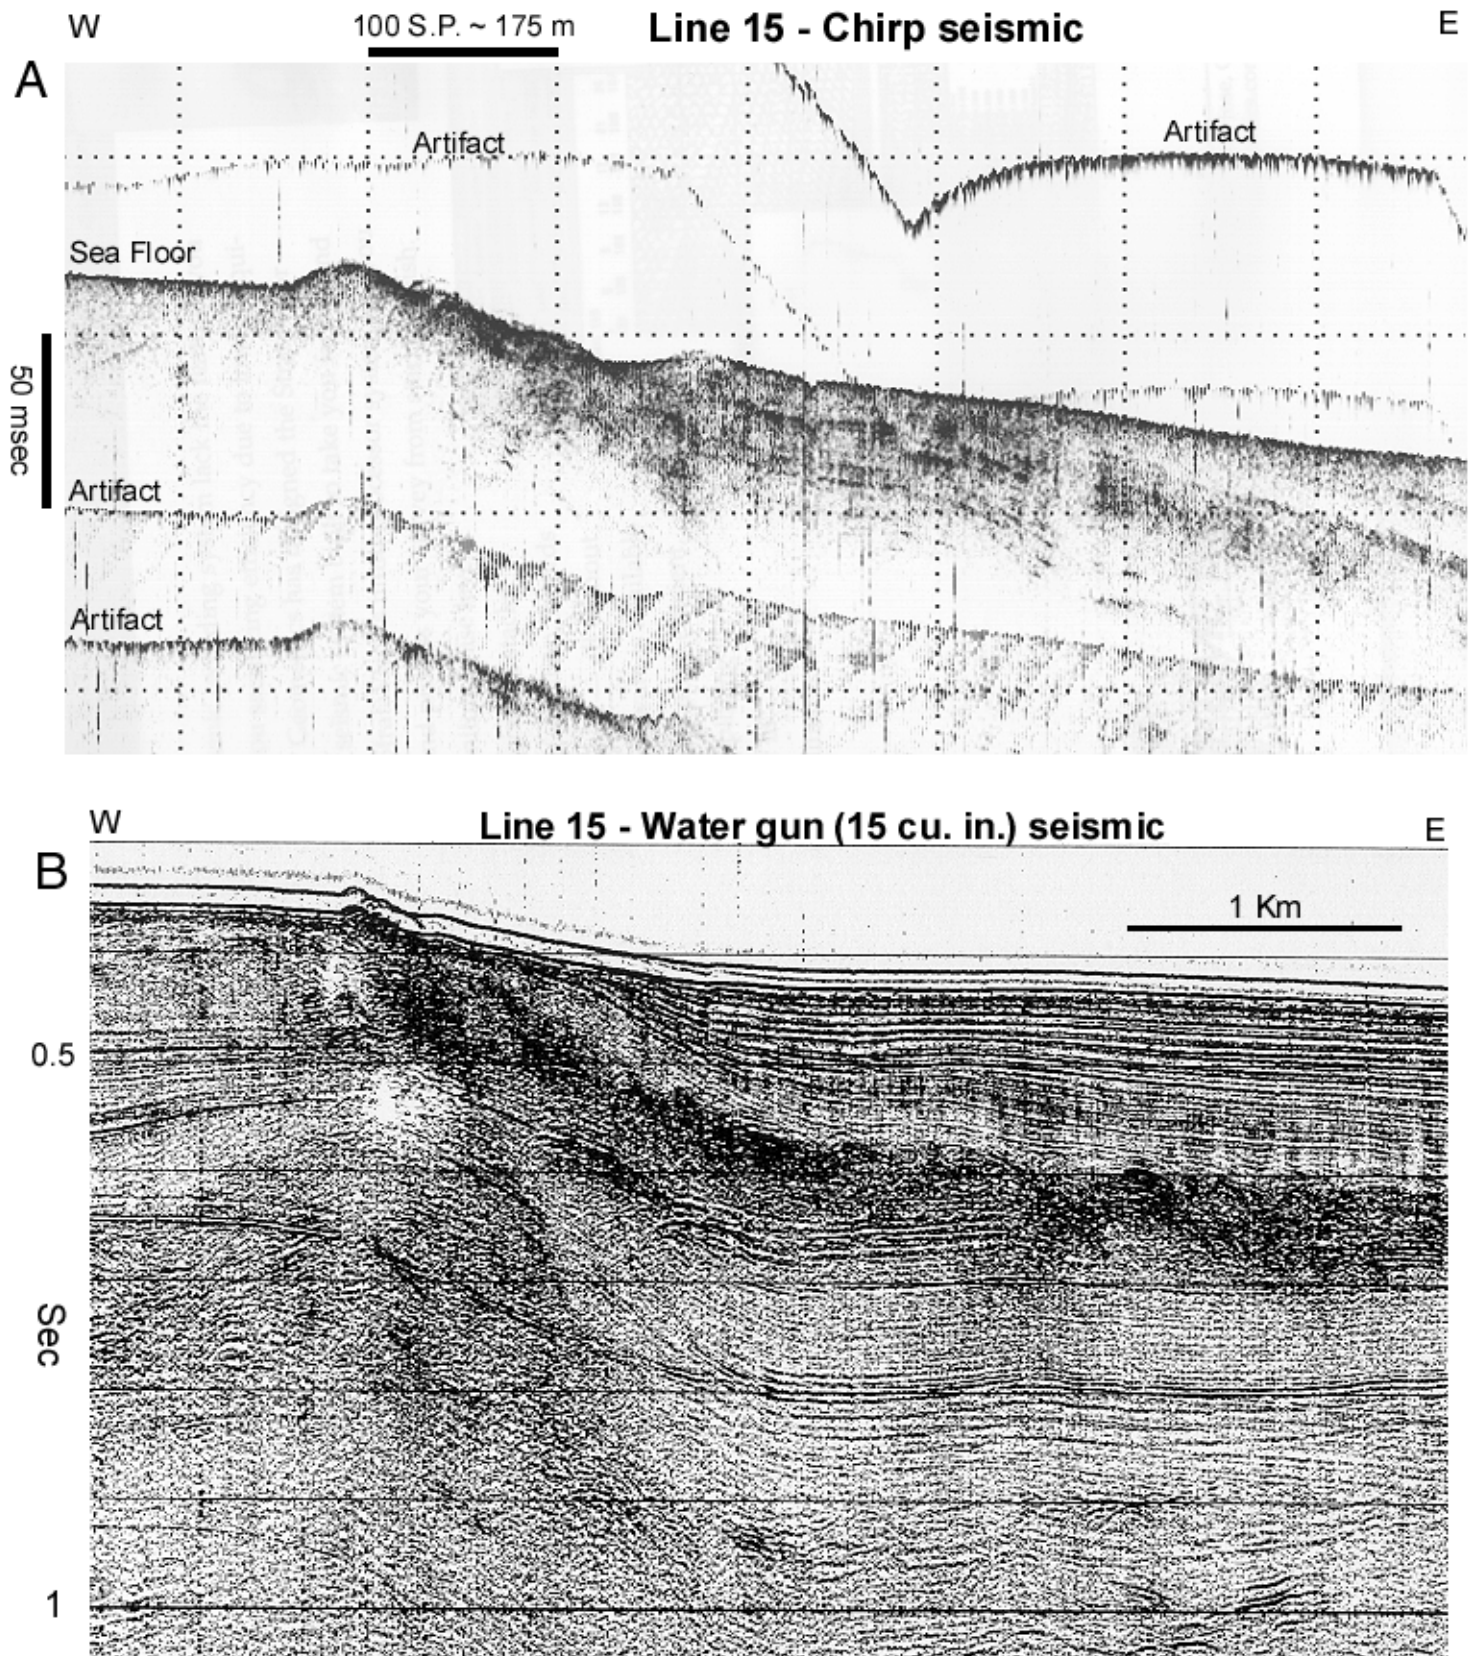 W
100 S.P. ~ 175 m
Line 15 - Chirp seismic
E
A
Artifact
Artifact
Sea Floor
50 msec
Artifact
Artifact
W
Line 15 - Water gun (15 cu. in.) seismic
E
B
1 Km
0.5
Sec
1